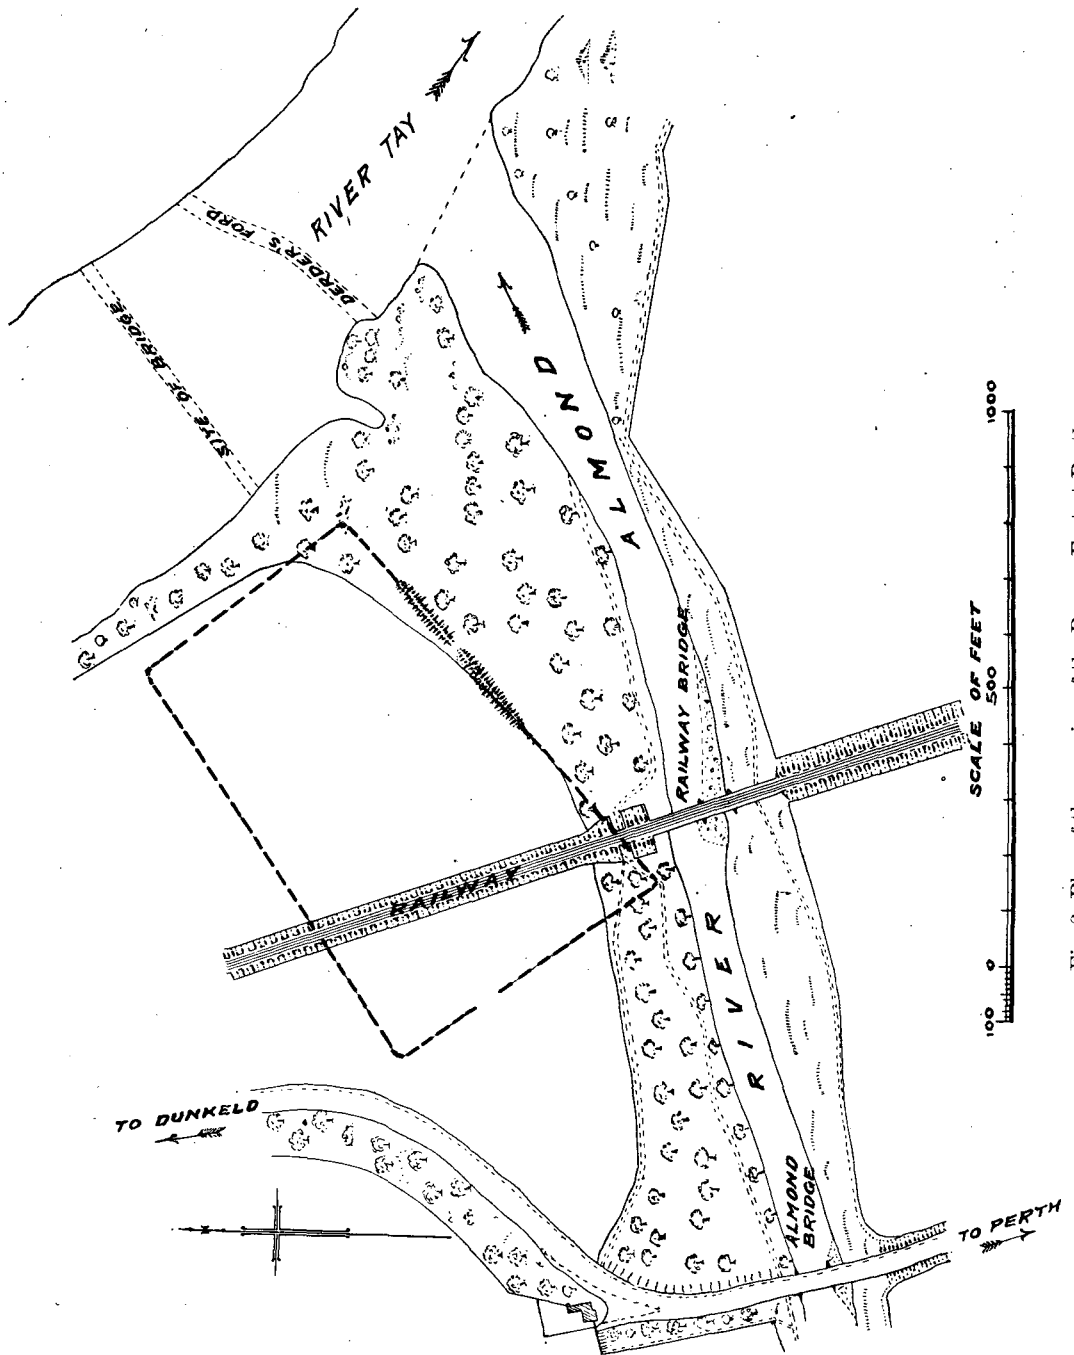 RIVER TAY
DERDER'S FORD
SITE OF BRIDGE
ALMOND
RAILWAY BRIDGE
RAILWAY
RIVER
ALMOND
BRIDGE
TO DUNKELD
TO PERTH
N
SCALE OF FEET
100 0 500 1000